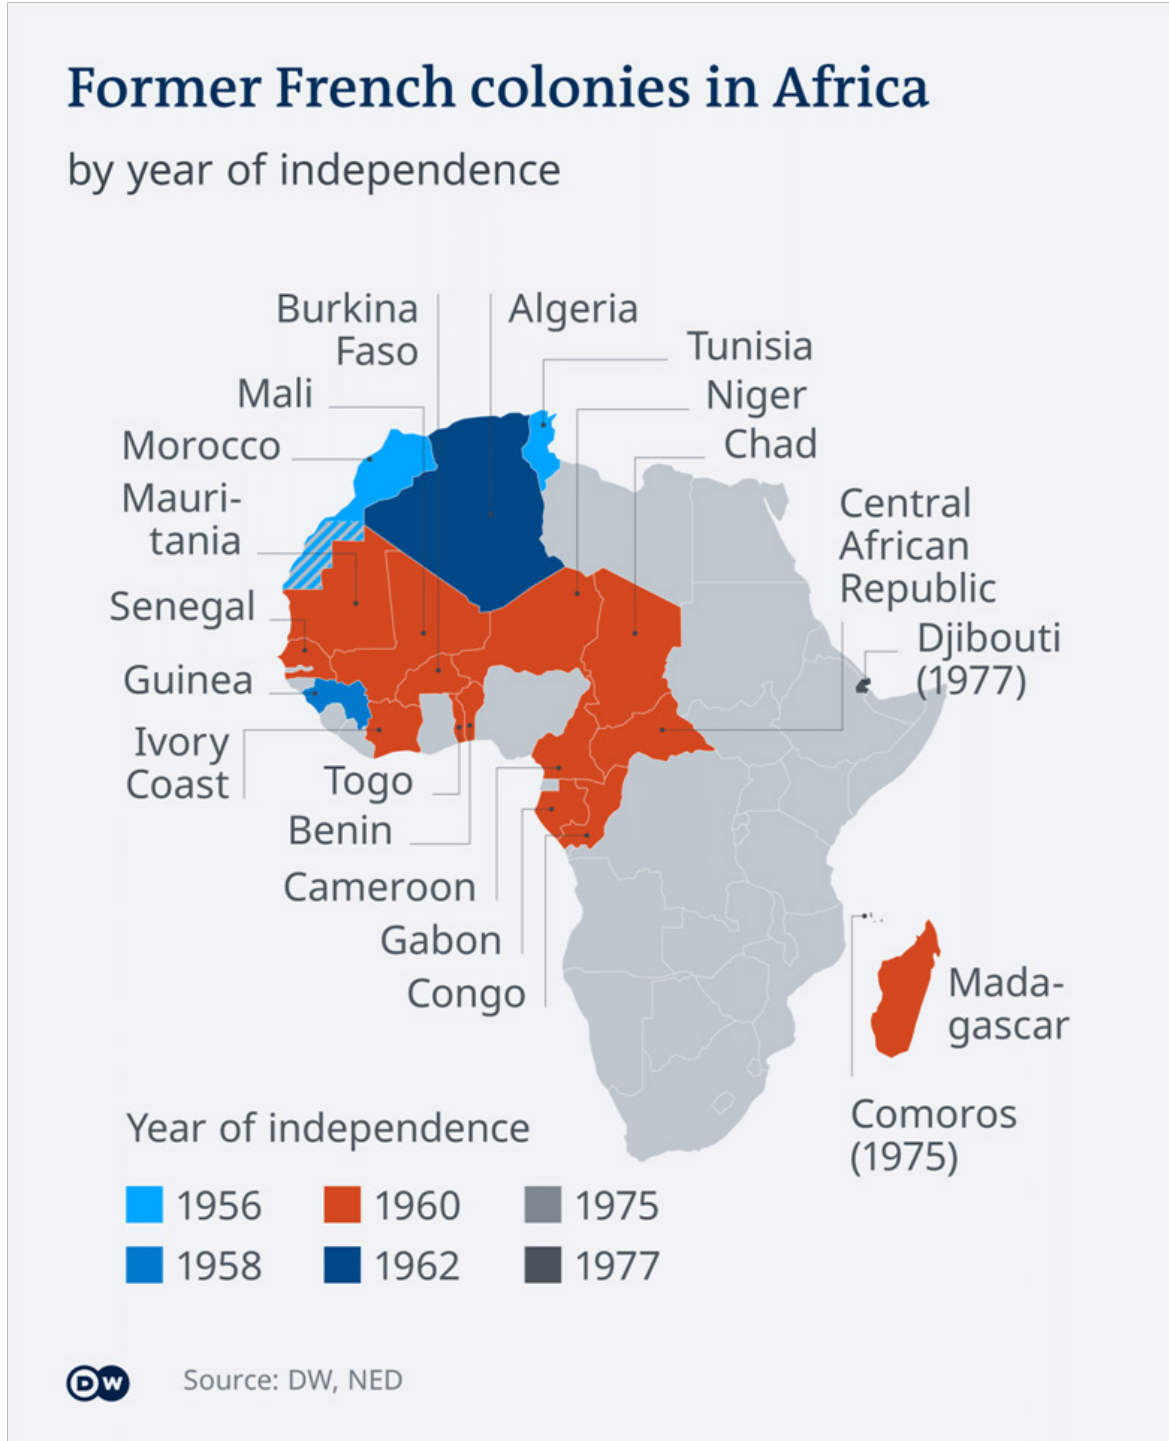 Former French colonies in Africa
by year of independence
Burkina
Faso
Algeria
Tunisia
Mali
Niger
Morocco
Chad
Mauri-
tania
Central
African
Republic
Senegal
Djibouti
(1977)
Guinea
Ivory
Coast
Togo
Benin
Cameroon
Gabon
Congo
Mada-
gascar
Comoros
(1975)
Year of independence
1956
1960
1975
1958
1962
1977
DW
Source: DW, NED